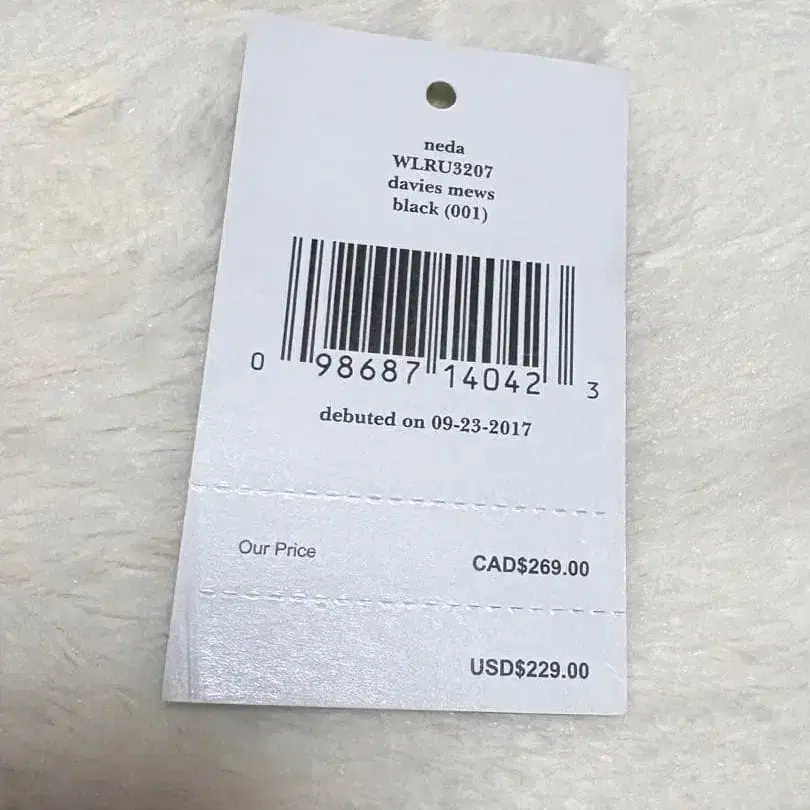 neda
WLRU3207
davies mews
black (001)
0 98687 14042 3
debuted on 09-23-2017
Our Price CAD$269.00
USD$229.00